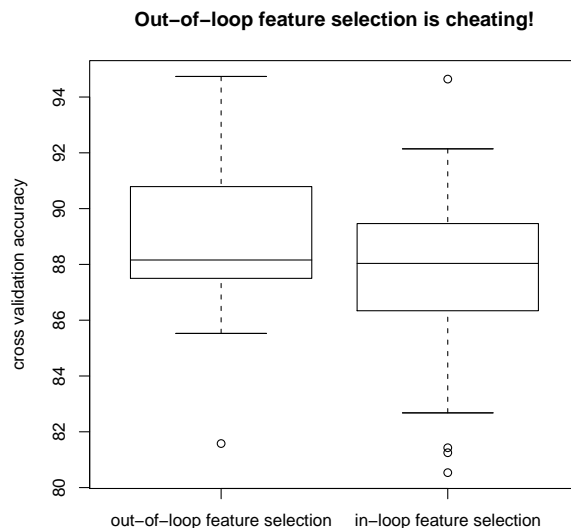 Out-of-loop feature selection is cheating!
94
92
90
88
86
84
82
80
cross validation accuracy
out-of-loop feature selection
in-loop feature selection